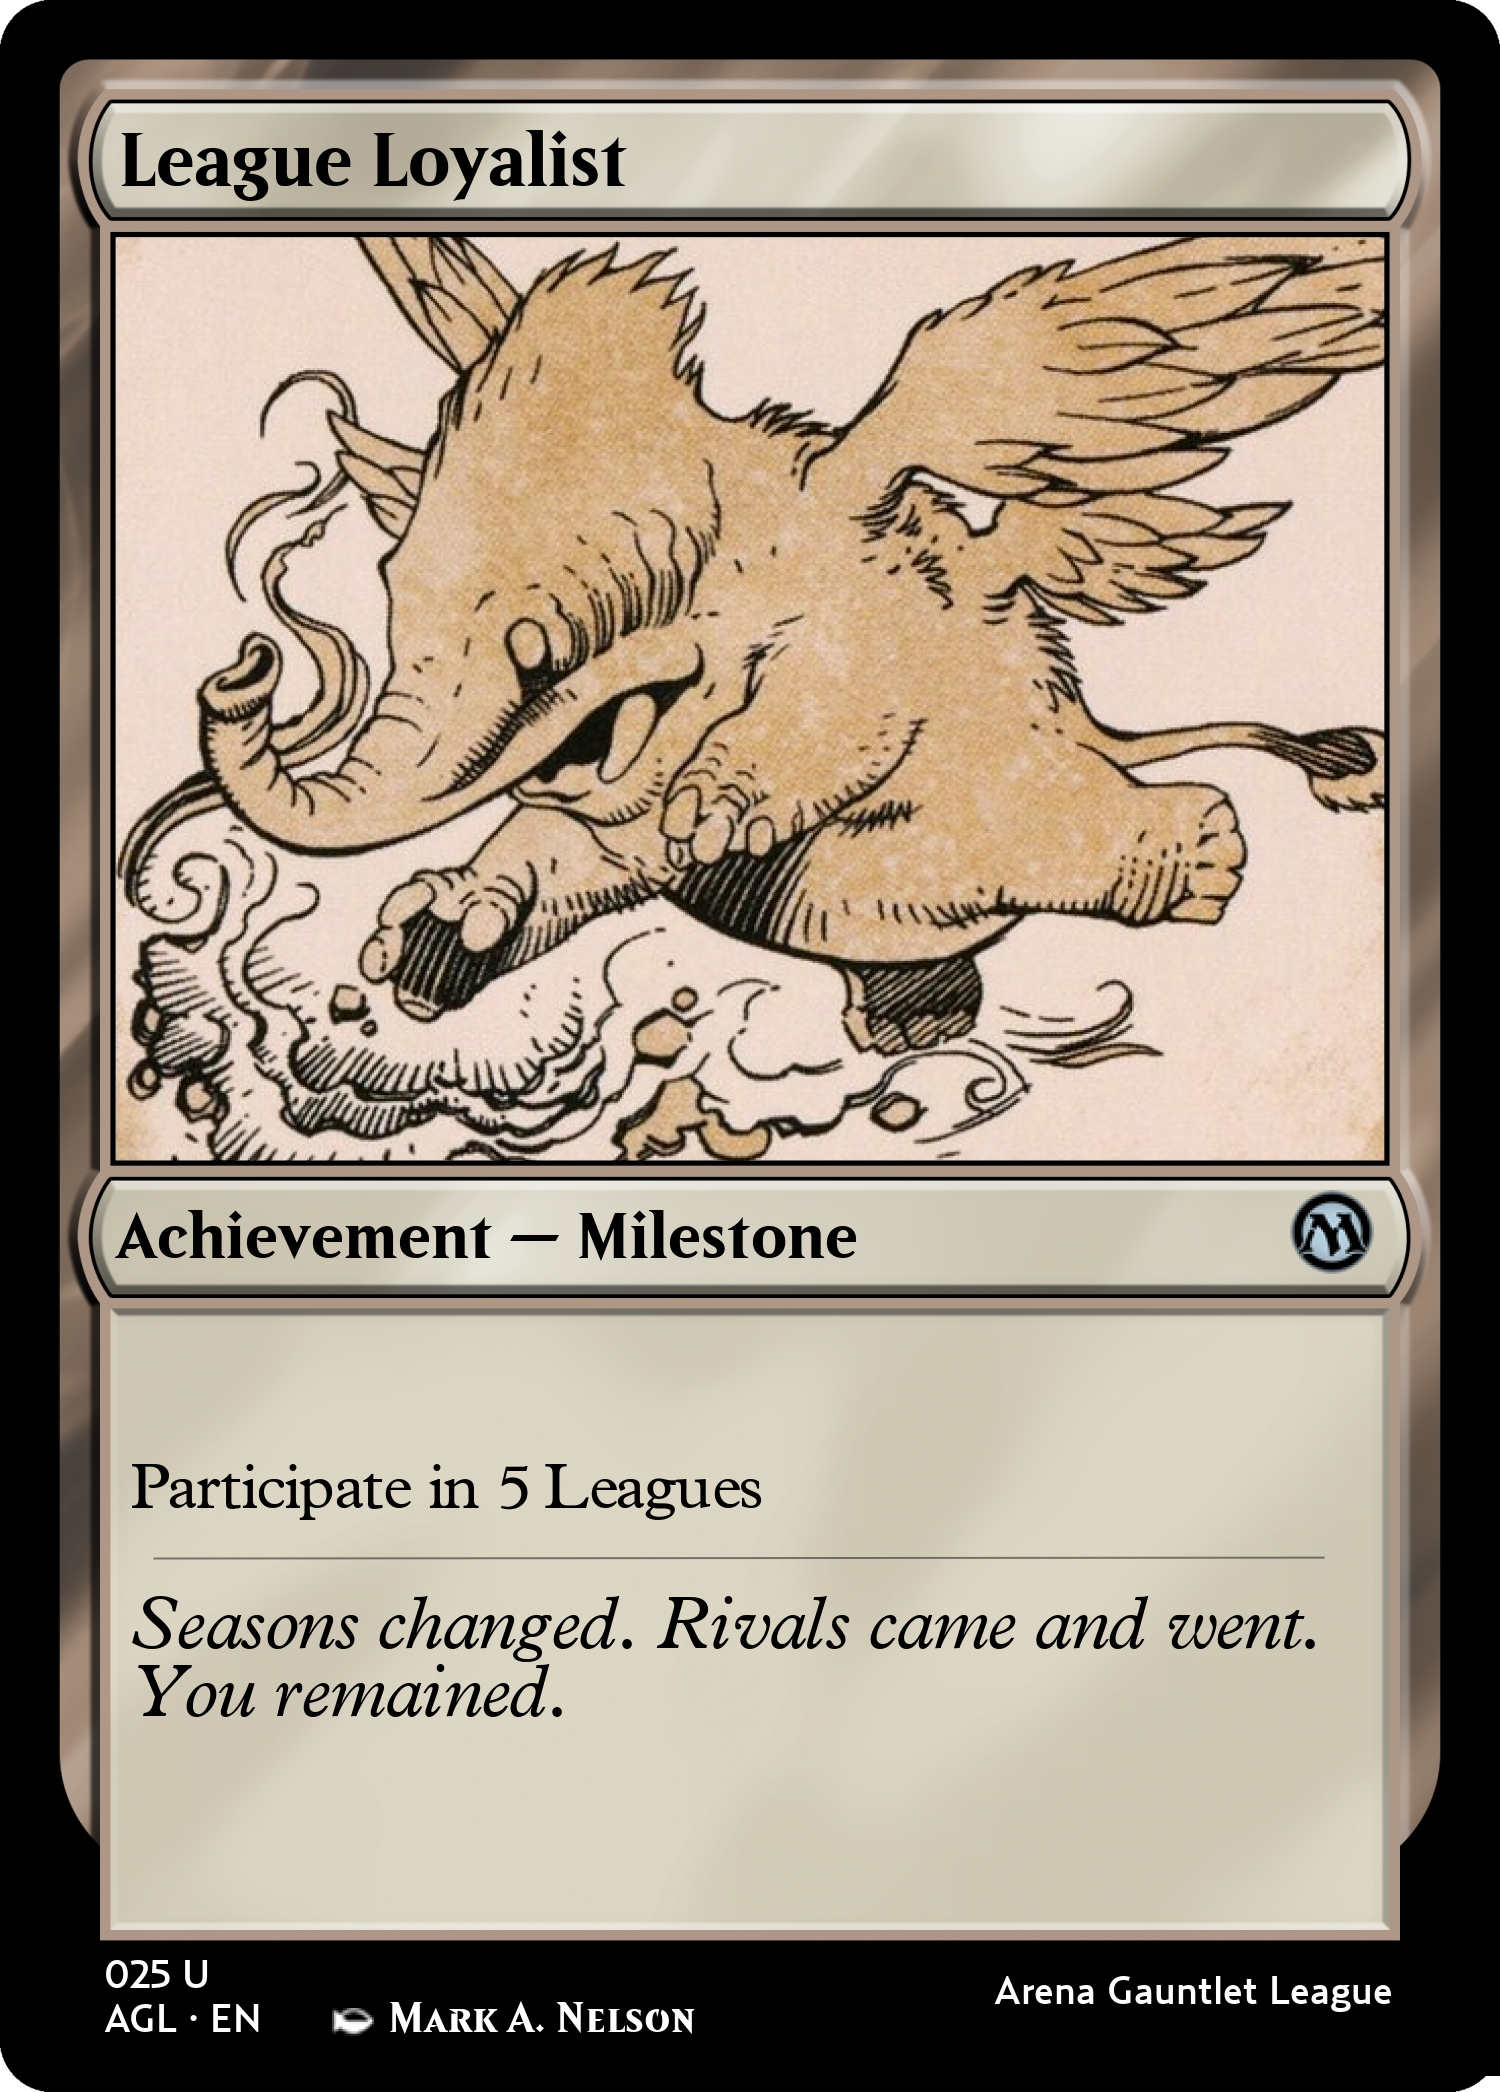 League Loyalist
Achievement — Milestone
Participate in 5 Leagues
Seasons changed. Rivals came and went.
You remained.
025 U
AGL · EN
Mark A. Nelson
Arena Gauntlet League